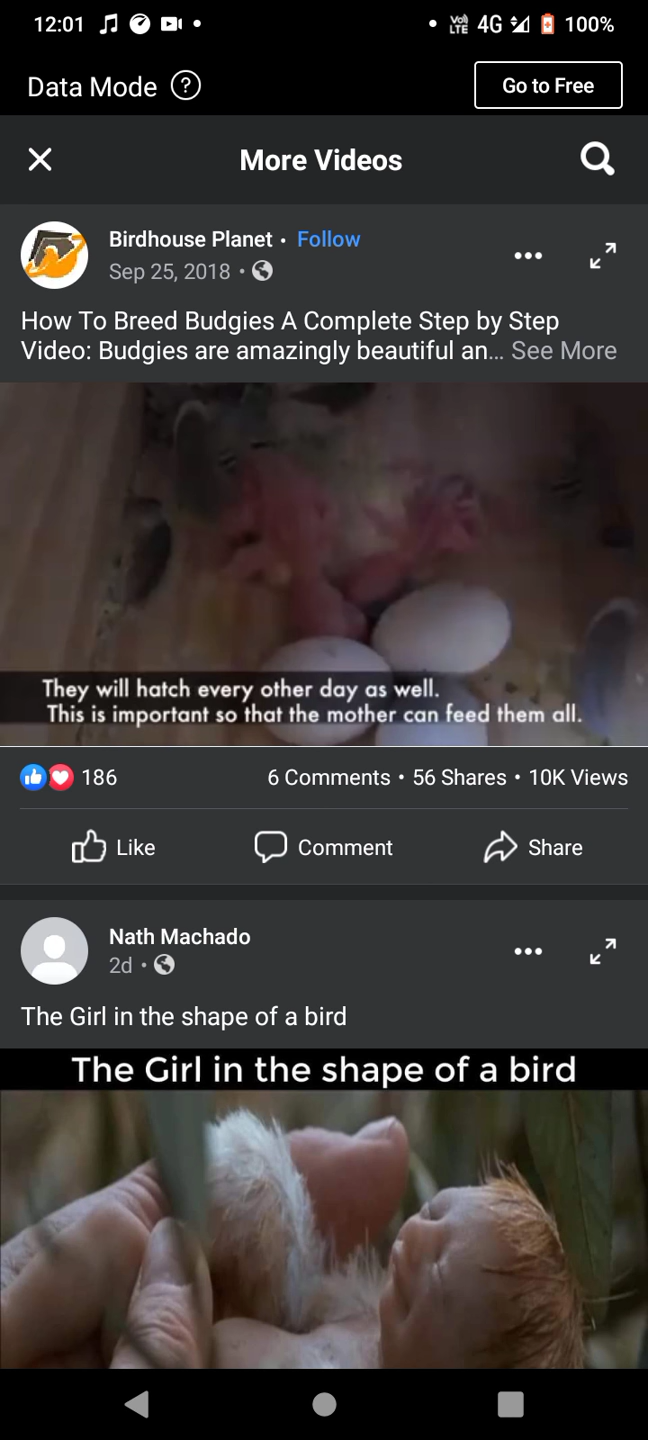 12:01
Vo) LTE 4G 100%
Data Mode ? Go to Free
More Videos
Birdhouse Planet • Follow
Sep 25, 2018 •
How To Breed Budgies A Complete Step by Step
Video: Budgies are amazingly beautiful an... See More
They will hatch every other day as well.
This is important so that the mother can feed them all.
186 6 Comments • 56 Shares • 10K Views
Like Comment Share
Nath Machado
2d •
The Girl in the shape of a bird
The Girl in the shape of a bird